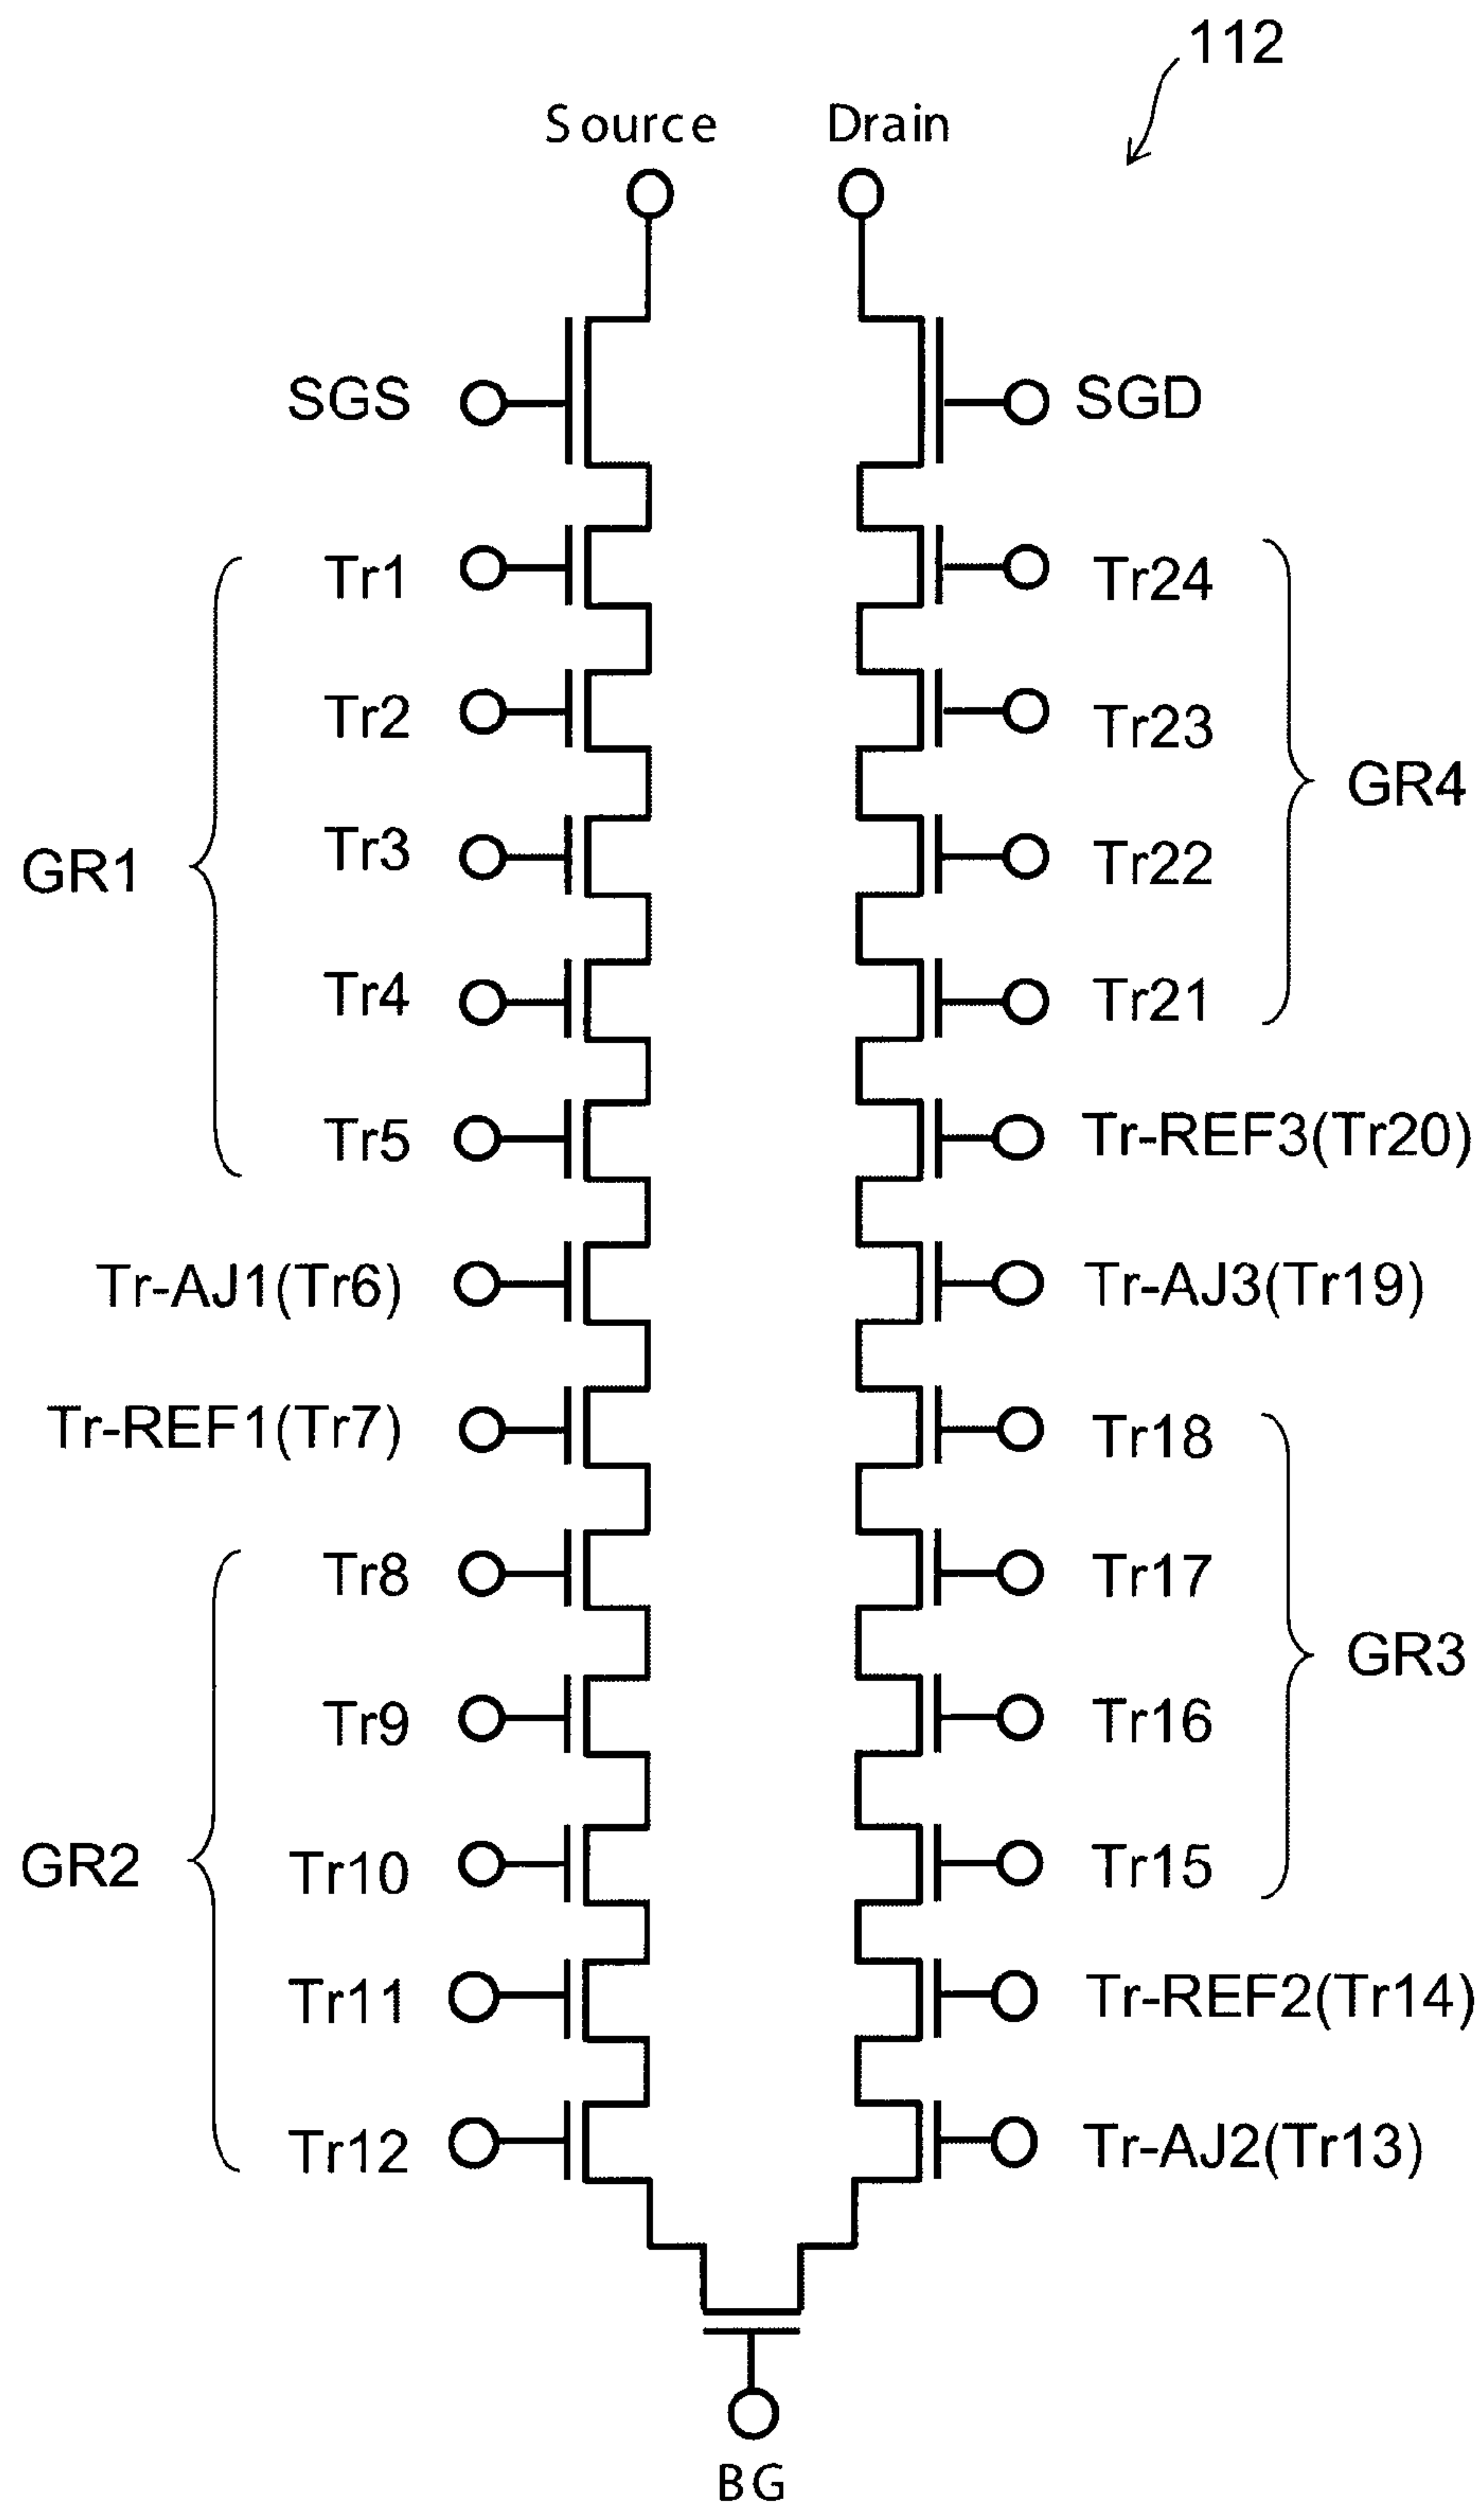 112
Source
Drain
SGS
SGD
Tr1
Tr24
Tr2
Tr23
GR4
Tr3
Tr22
GR1
Tr4
Tr21
Tr5
Tr-REF3(Tr20)
Tr-AJ1(Tr6)
Tr-AJ3(Tr19)
Tr-REF1(Tr7)
Tr18
Tr8
Tr17
GR3
Tr9
Tr16
GR2
Tr10
Tr15
Tr11
Tr-REF2(Tr14)
Tr12
Tr-AJ2(Tr13)
BG